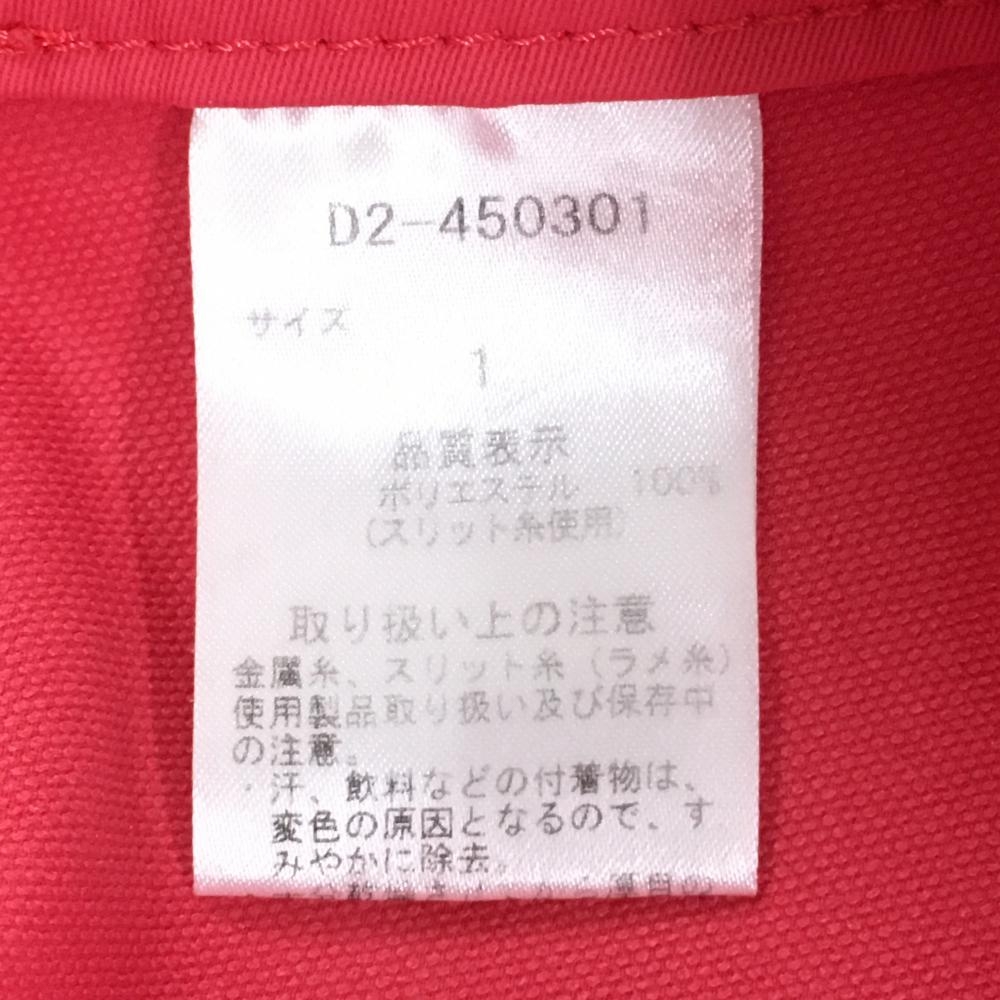 D2-450301
サイズ
1
品質表示
ポリエステル 100%
(スリット糸使用)
取り扱い上の注意
金属糸、スリット糸(ラメ糸)
使用製品取り扱い及び保存中
の注意。
・汗、飲料などの付着物は、
変色の原因となるので、す
みやかに除去。